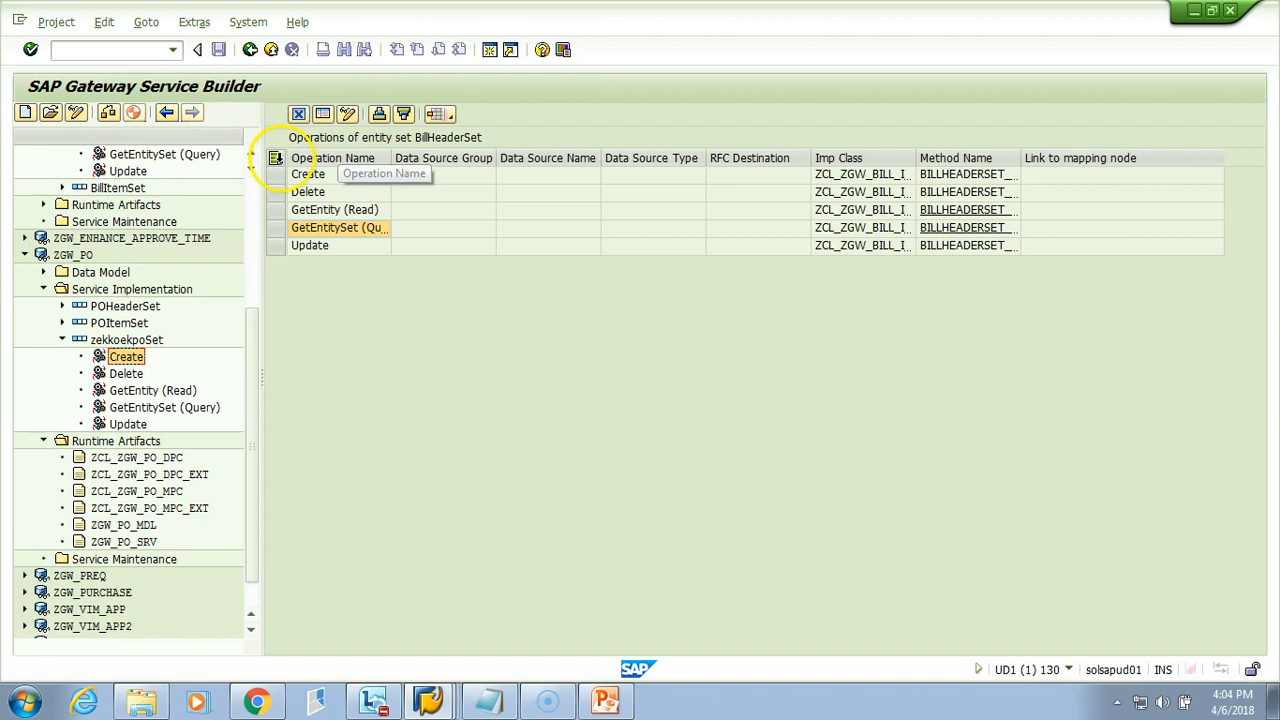 Project Edit Goto Extras System Help
SAP Gateway Service Builder
GetEntitySet (Query)
Update
BillItemSet
Runtime Artifacts
Service Maintenance
ZGW_ENHANCE_APPROVE_TIME
ZGW_PO
Data Model
Service Implementation
POHeaderSet
POItemSet
zekkoekpoSet
Create
Delete
GetEntity (Read)
GetEntitySet (Query)
Update
Runtime Artifacts
ZCL_ZGW_PO_DPC
ZCL_ZGW_PO_DPC_EXT
ZCL_ZGW_PO_MPC
ZCL_ZGW_PO_MPC_EXT
ZGW_PO_MDL
ZGW_PO_SRV
Service Maintenance
ZGW_PREQ
ZGW_PURCHASE
ZGW_VIM_APP
ZGW_VIM_APP2
Operations of entity set BillHeaderSet
Operation Name Data Source Group Data Source Name Data Source Type RFC Destination Imp Class Method Name Link to mapping node
Create ZCL_ZGW_BILL_I... BILLHEADERSET_...
Operation Name
Delete ZCL_ZGW_BILL_I... BILLHEADERSET_...
GetEntity (Read) ZCL_ZGW_BILL_I... BILLHEADERSET_...
GetEntitySet (Qu... ZCL_ZGW_BILL_I... BILLHEADERSET_...
Update ZCL_ZGW_BILL_I... BILLHEADERSET_...
SAP
UD1 (1) 130 solsapud01 INS
4:04 PM
4/6/2018